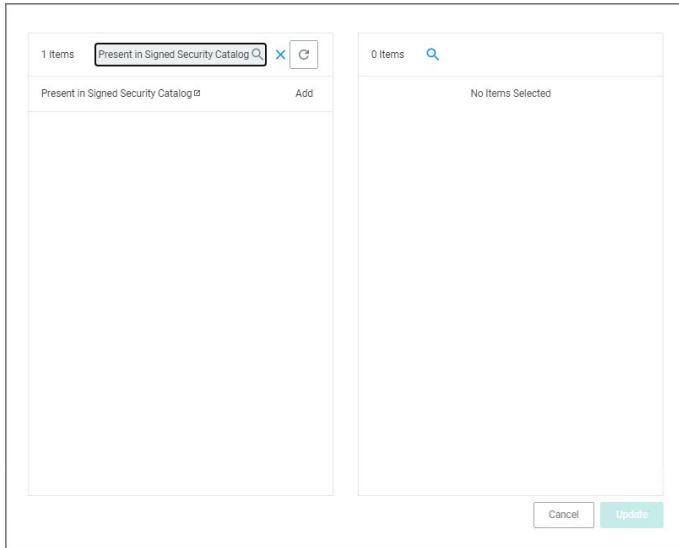 1 Items Present in Signed Security Catalog
Present in Signed Security Catalog Add
0 Items
No Items Selected
Cancel Update